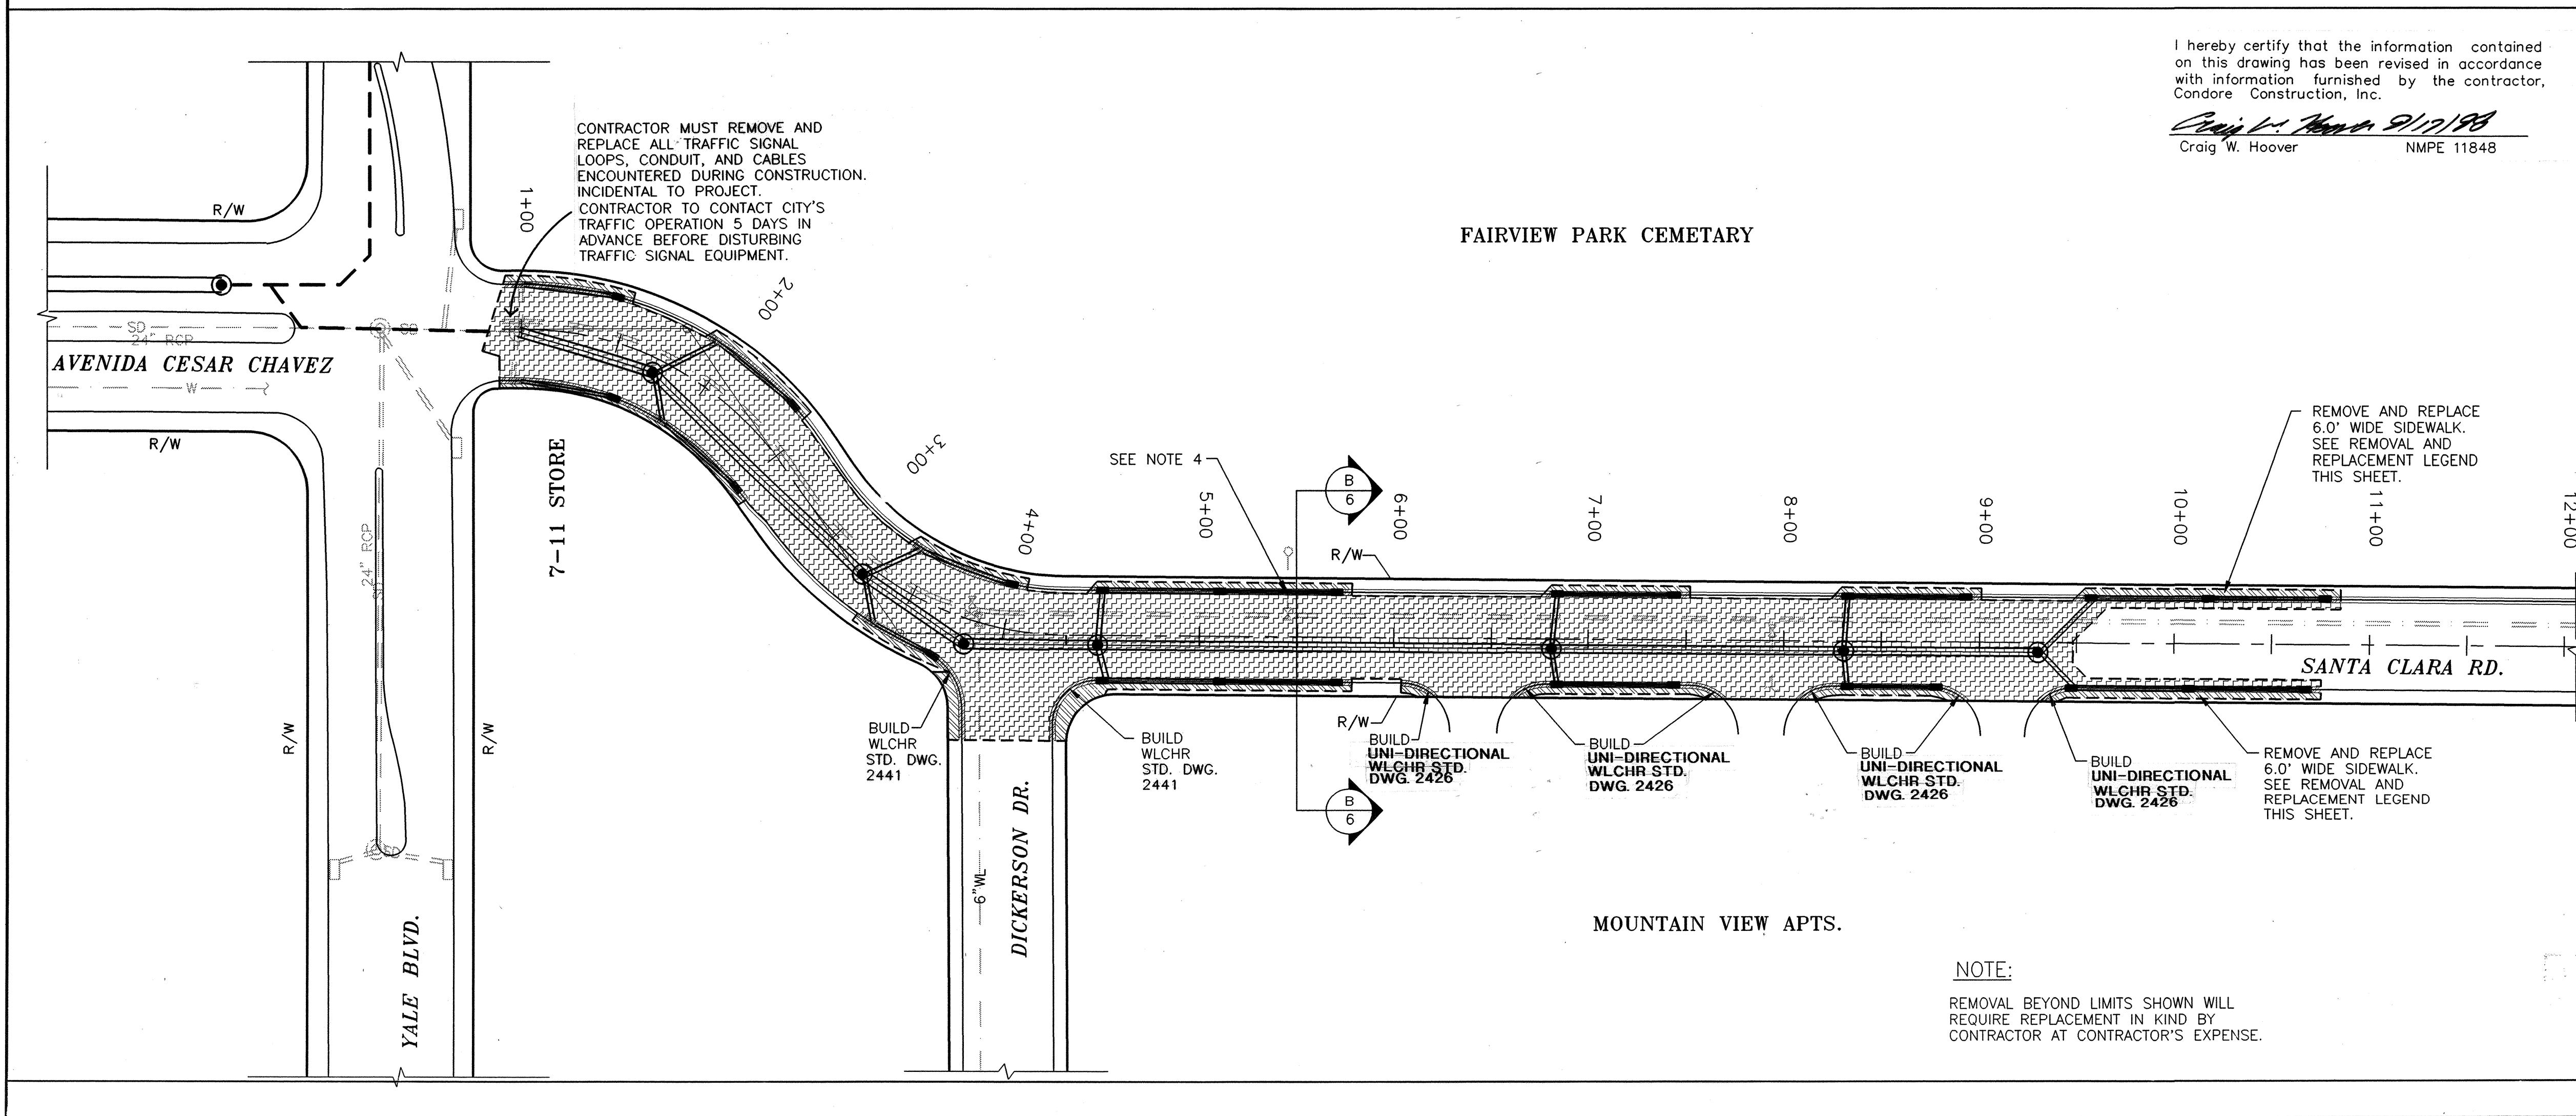 I hereby certify that the information contained
on this drawing has been revised in accordance
with information furnished by the contractor,
Condore Construction, Inc.
Craig W. Hoover
NMPE 11848
CONTRACTOR MUST REMOVE AND
REPLACE ALL TRAFFIC SIGNAL
LOOPS, CONDUIT, AND CABLES
ENCOUNTERED DURING CONSTRUCTION.
INCIDENTAL TO PROJECT.
CONTRACTOR TO CONTACT CITY'S
TRAFFIC OPERATION 5 DAYS IN
ADVANCE BEFORE DISTURBING
TRAFFIC SIGNAL EQUIPMENT.
R/W
1+00
2+00
FAIRVIEW PARK CEMETARY
SD
SD
24" RCP
AVENIDA CESAR CHAVEZ
W
R/W
7-11 STORE
3+00
SEE NOTE 4
B
6
4+00
5+00
6+00
7+00
8+00
9+00
10+00
11+00
12+00
REMOVE AND REPLACE
6.0' WIDE SIDEWALK.
SEE REMOVAL AND
REPLACEMENT LEGEND
THIS SHEET.
R/W
24" RCP
SANTA CLARA RD.
R/W
R/W
R/W
BUILD
WLCHR
STD. DWG.
2441
BUILD
WLCHR
STD. DWG.
2441
BUILD
UNI-DIRECTIONAL
WLCHR STD.
DWG. 2426
BUILD
UNI-DIRECTIONAL
WLCHR STD.
DWG. 2426
BUILD
UNI-DIRECTIONAL
WLCHR STD.
DWG. 2426
BUILD
UNI-DIRECTIONAL
WLCHR STD.
DWG. 2426
REMOVE AND REPLACE
6.0' WIDE SIDEWALK.
SEE REMOVAL AND
REPLACEMENT LEGEND
THIS SHEET.
B
6
SD
YALE BLVD.
6"WL
DICKERSON DR.
MOUNTAIN VIEW APTS.
NOTE:
REMOVAL BEYOND LIMITS SHOWN WILL
REQUIRE REPLACEMENT IN KIND BY
CONTRACTOR AT CONTRACTOR'S EXPENSE.